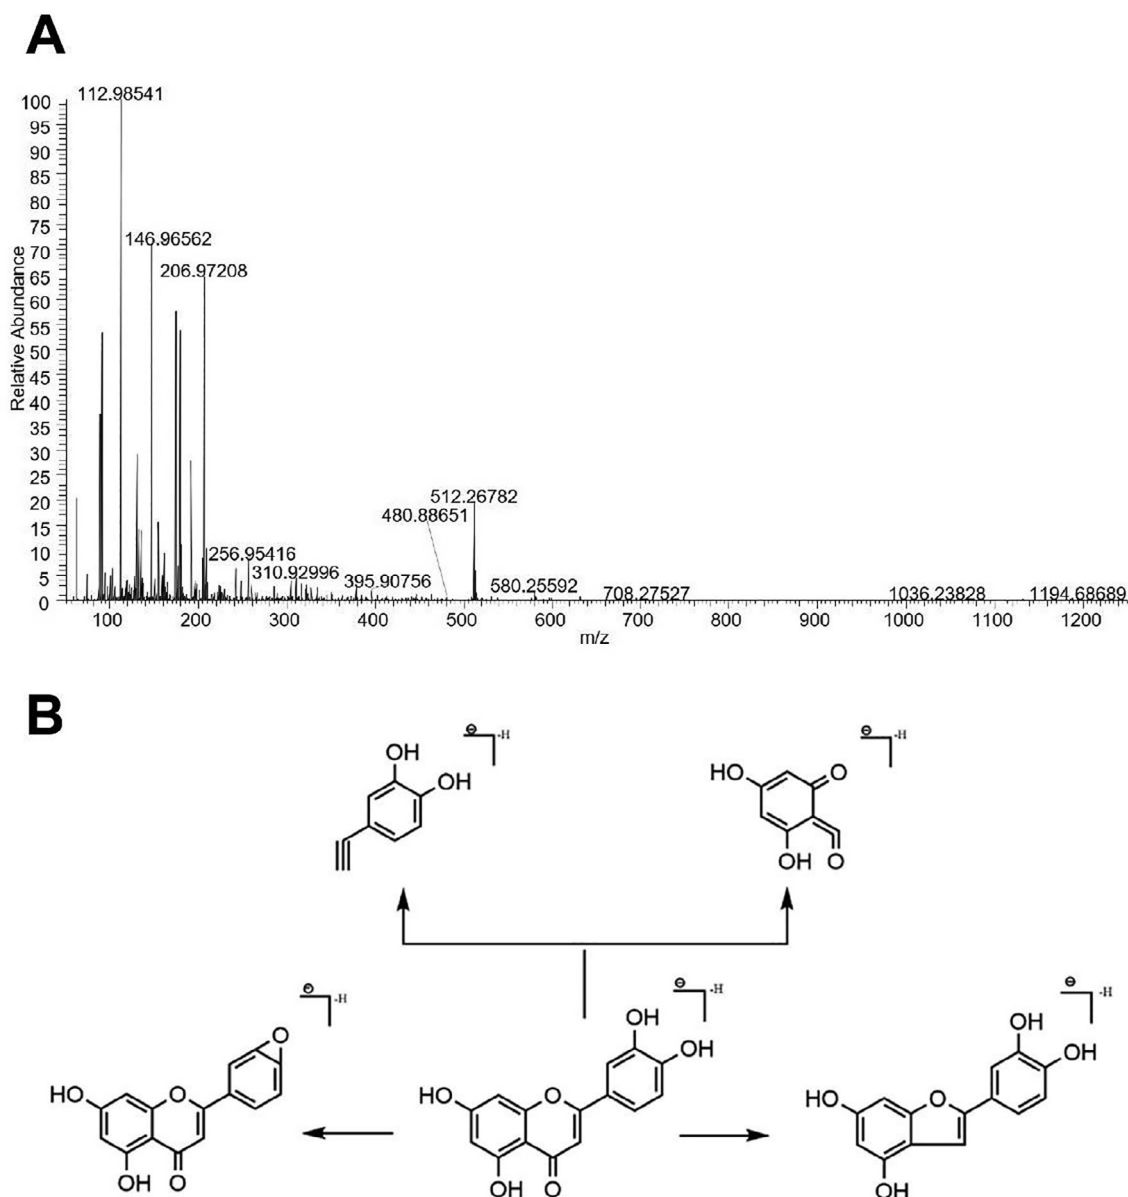 A
112.98541
100
95
90
85
80
75
146.96562
70
206.97208
65
60
55
50
45
40
35
30
25
512.26782
20
480.88651
15
10
256.95416
5
310.92996
395.90756
580.25592
708.27527
1036.23828
1194.68689
0
Relative Abundance
100 200 300 400 500 600 700 800 900 1000 1100 1200
m/z
B
⊖ -H
OH
OH
⊖ -H
HO O
OH O
⊖ -H
O
HO O
OH O
⊖ -H
OH
OH
HO O
OH O
⊖ -H
OH
OH
HO O
OH